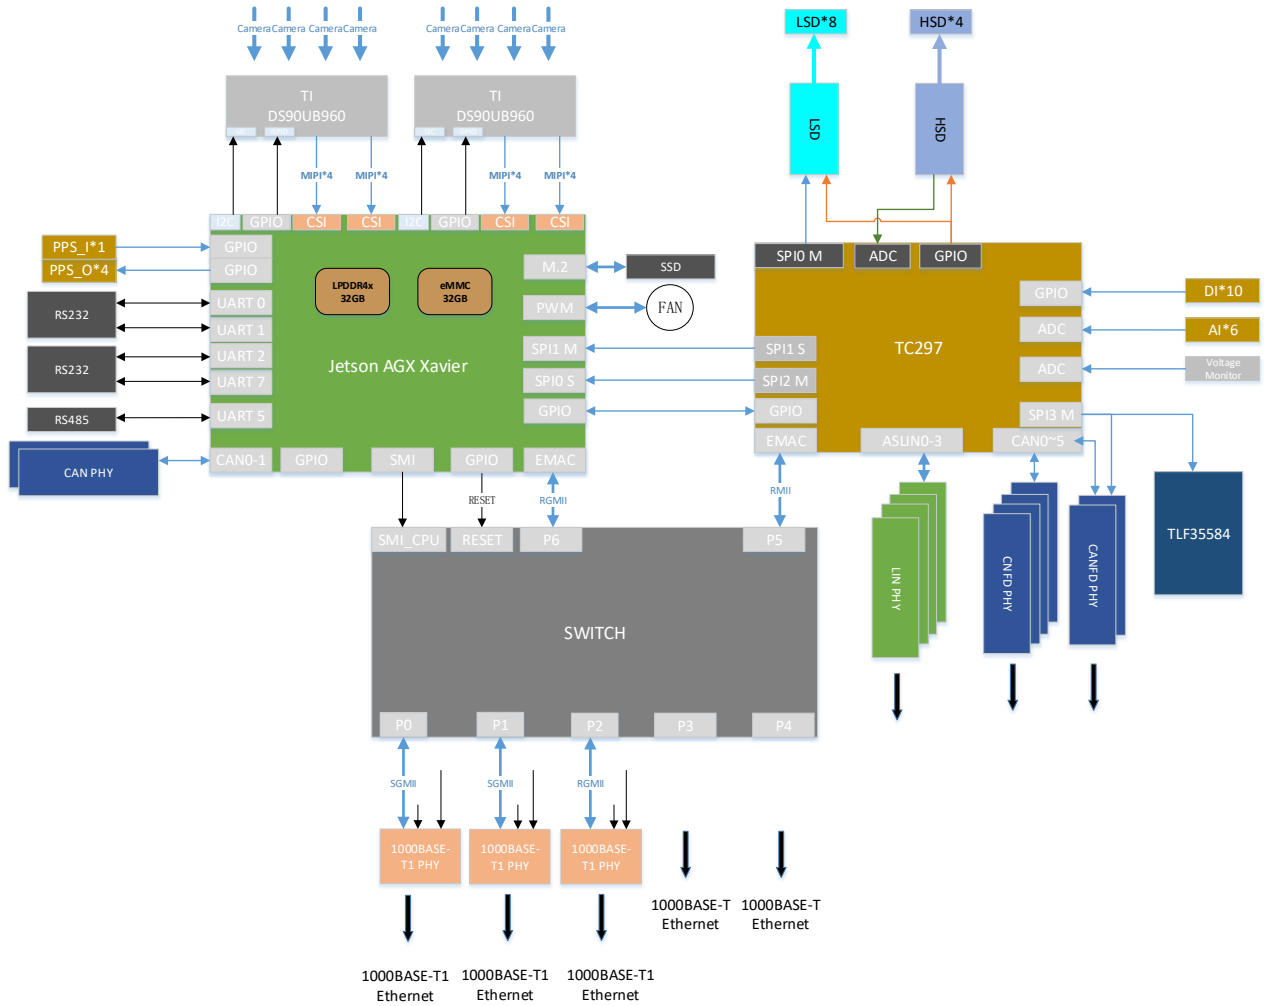 LSD*8
HSD*4
Camera
Camera
Camera
Camera
Camera
Camera
Camera
Camera
TI
DS90UB960
I2C
GPIO
TI
DS90UB960
I2C
GPIO
LSD
HSD
MIPI*4
MIPI*4
MIPI*4
MIPI*4
I2C
GPIO
CSI
CSI
I2C
GPIO
CSI
CSI
PPS_I*1
GPIO
PPS_O*4
GPIO
RS232
UART 0
UART 1
RS232
UART 2
UART 7
RS485
UART 5
CAN PHY
CAN0-1
LPDDR4x
32GB
eMMC
32GB
Jetson AGX Xavier
M.2
SSD
PWM
FAN
SPI1 M
SPI0 S
GPIO
GPIO
SMI
GPIO
EMAC
SPI0 M
ADC
GPIO
TC297
SPI1 S
SPI2 M
GPIO
EMAC
GPIO
DI*10
ADC
AI*6
ADC
Voltage
Monitor
SPI3 M
ASLIN0-3
CAN0~5
RESET
RGMII
RMII
SMI_CPU
RESET
P6
P5
SWITCH
LIN PHY
CNFD PHY
CANFD PHY
TLF35584
P0
P1
P2
P3
P4
SGMII
SGMII
RGMII
1000BASE-
T1 PHY
1000BASE-
T1 PHY
1000BASE-
T1 PHY
1000BASE-T
Ethernet
1000BASE-T
Ethernet
1000BASE-T1
Ethernet
1000BASE-T1
Ethernet
1000BASE-T1
Ethernet